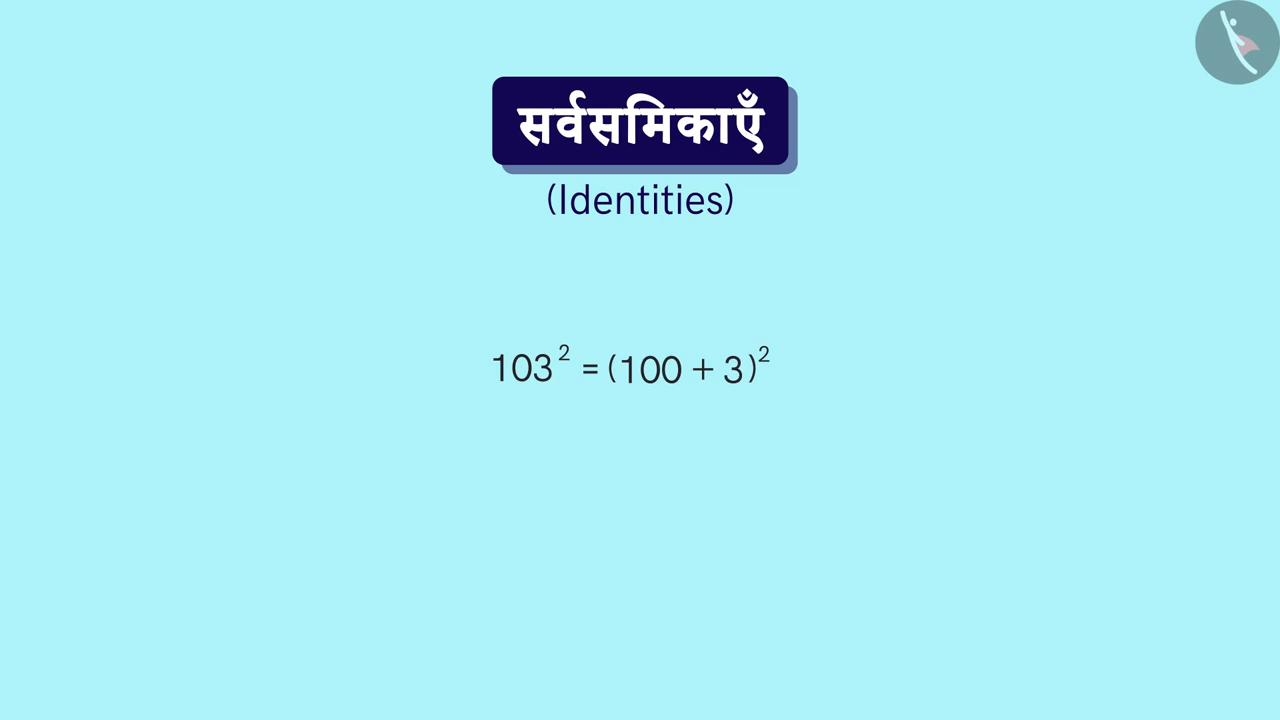 सर्वसमिकाएँ
(Identities)
103² = (100 + 3)²